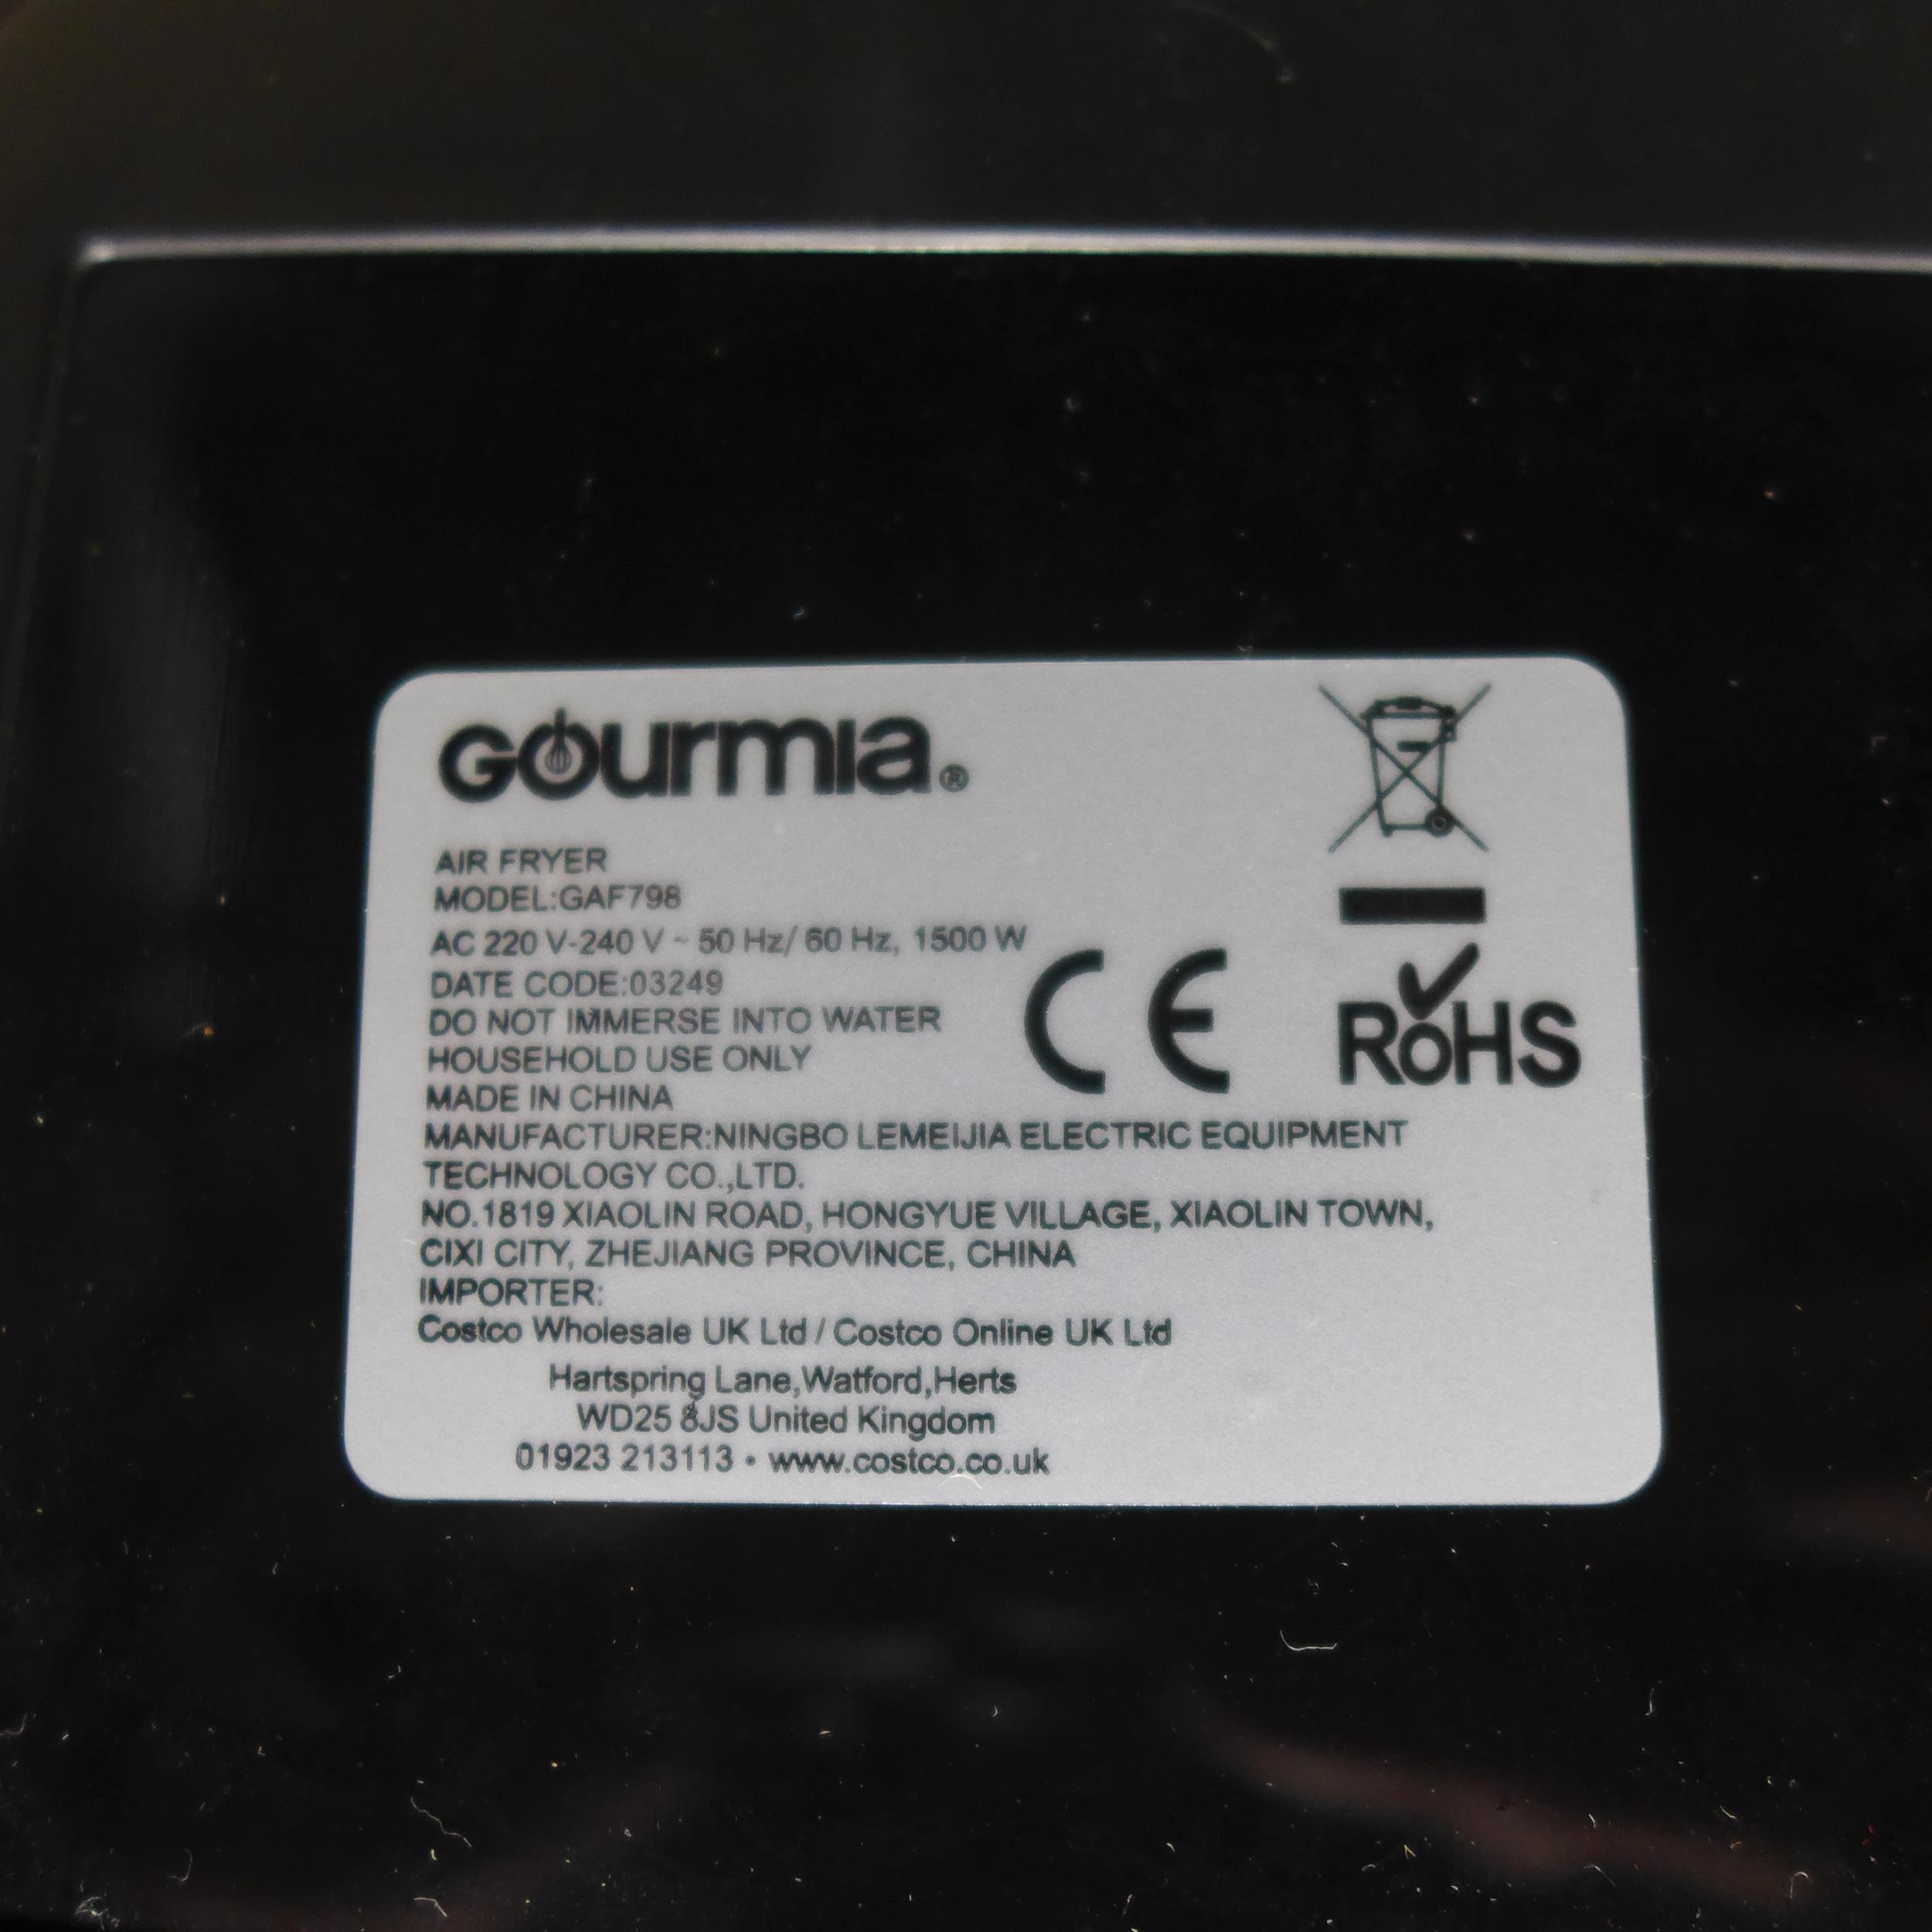 GOurmia®
AIR FRYER
MODEL:GAF798
AC 220 V-240 V ~ 50 Hz/ 60 Hz, 1500 W
DATE CODE:03249
DO NOT IMMERSE INTO WATER
HOUSEHOLD USE ONLY
MADE IN CHINA
MANUFACTURER:NINGBO LEMEIJIA ELECTRIC EQUIPMENT
TECHNOLOGY CO.,LTD.
NO.1819 XIAOLIN ROAD, HONGYUE VILLAGE, XIAOLIN TOWN,
CIXI CITY, ZHEJIANG PROVINCE, CHINA
IMPORTER:
Costco Wholesale UK Ltd / Costco Online UK Ltd
Hartspring Lane,Watford,Herts
WD25 8JS United Kingdom
01923 213113 • www.costco.co.uk
CE
RoHS